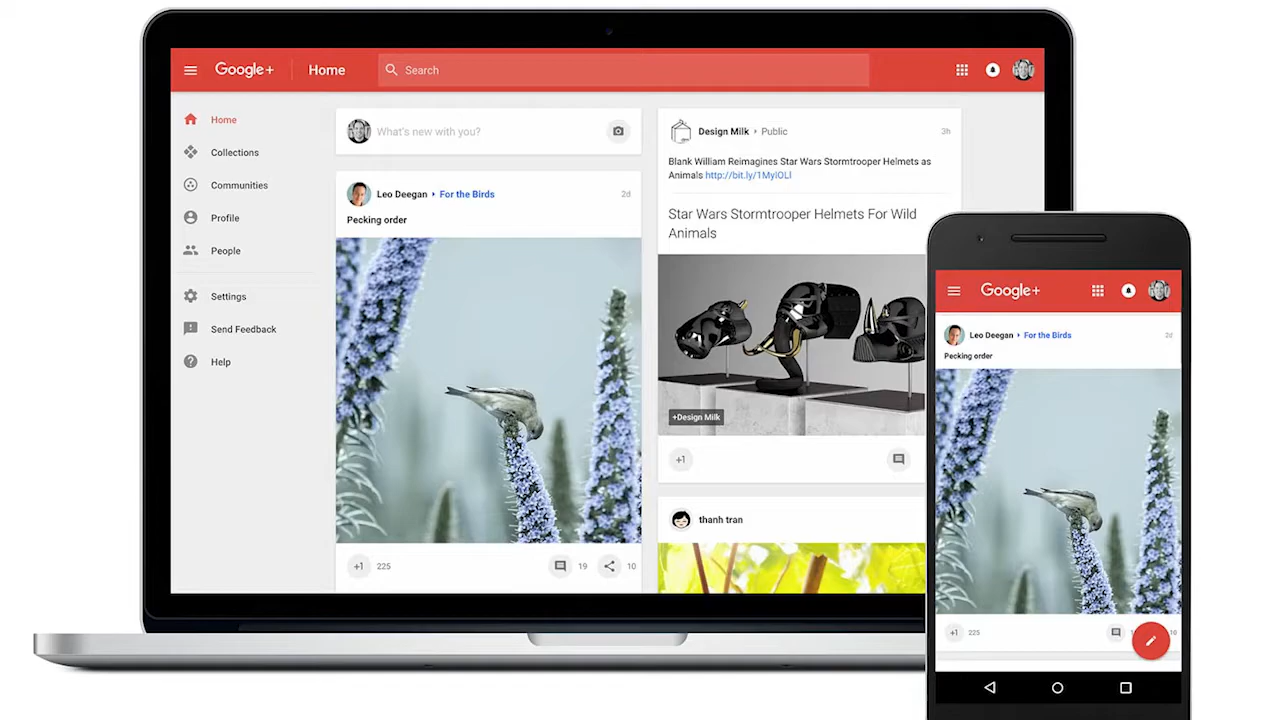 Google+
Home
Search
Home
Collections
Communities
Profile
People
Settings
Send Feedback
Help
What's new with you?
Leo Deegan ‣ For the Birds
2d
Pecking order
+1
225
19
10
Design Milk ‣ Public
3h
Blank William Reimagines Star Wars Stormtrooper Helmets as
Animals http://bit.ly/1MyIOLl
Star Wars Stormtrooper Helmets For Wild
Animals
+Design Milk
+1
thanh tran
Google+
Leo Deegan ‣ For the Birds
2d
Pecking order
+1
225
10